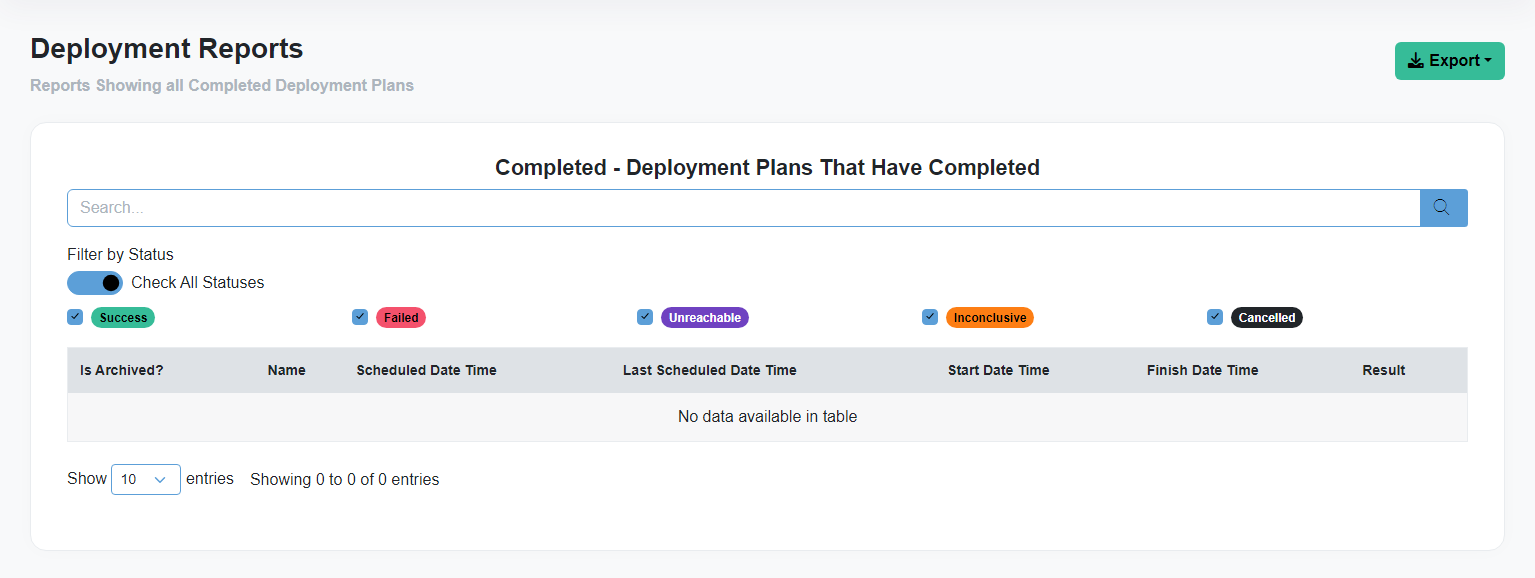 Deployment Reports
Export
Reports Showing all Completed Deployment Plans
Completed - Deployment Plans That Have Completed
Search...
Filter by Status
Check All Statuses
Success Failed Unreachable Inconclusive Cancelled
Is Archived? Name Scheduled Date Time Last Scheduled Date Time Start Date Time Finish Date Time Result
No data available in table
Show 10 entries Showing 0 to 0 of 0 entries